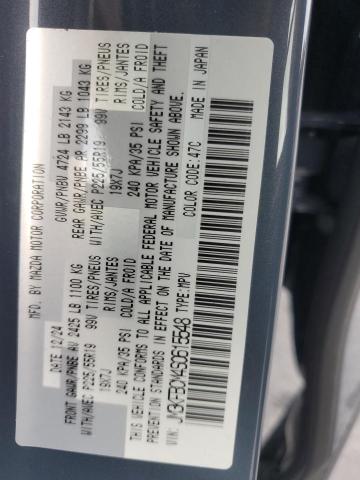 MFD. BY MAZDA MOTOR CORPORATION
DATE 12/24 GVWR/PNBV 4724 LB 2143 KG
FRONT GAWR/PNBE AV 2425 LB 1100 KG REAR GAWR/PNBE AR 2299 LB 1043 KG
WITH/AVEC P225/55R19 99V TIRES/PNEUS WITH/AVEC P225/55R19 99V TIRES/PNEUS
19X7J RIMS/JANTES 19X7J RIMS/JANTES
240 KPA/35 PSI COLD/A FROID 240 KPA/35 PSI COLD/A FROID
THIS VEHICLE CONFORMS TO ALL APPLICABLE FEDERAL MOTOR VEHICLE SAFETY AND THEFT
PREVENTION STANDARDS IN EFFECT ON THE DATE OF MANUFACTURE SHOWN ABOVE.
VIN: TYPE:MPV COLOR CODE:47C MADE IN JAPAN